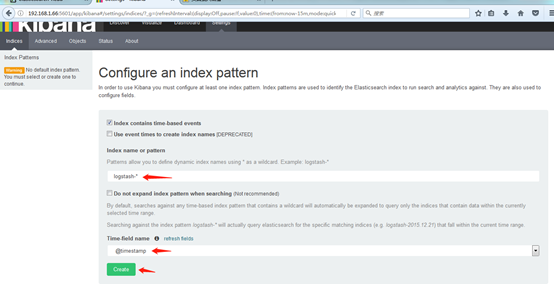 192.168.1.66:5601/app/kibana#/settings/indices/?_g=(refreshInterval:(display:Off,pause:!f,value:0),time:(from:now-15m,mode:quick
搜索
kibana
Discover
Visualize
Dashboard
Settings
Indices Advanced Objects Status About
Index Patterns
Warning No default index pattern. You must select or create one to continue.
Configure an index pattern
In order to use Kibana you must configure at least one index pattern. Index patterns are used to identify the Elasticsearch index to run search and analytics against. They are also used to
configure fields.
Index contains time-based events
Use event times to create index names [DEPRECATED]
Index name or pattern
Patterns allow you to define dynamic index names using * as a wildcard. Example: logstash-*
logstash-*
Do not expand index pattern when searching (Not recommended)
By default, searches against any time-based index pattern that contains a wildcard will automatically be expanded to query only the indices that contain data within the currently
selected time range.
Searching against the index pattern logstash-* will actually query elasticsearch for the specific matching indices (e.g. logstash-2015.12.21) that fall within the current time range.
Time-field name refresh fields
@timestamp
Create